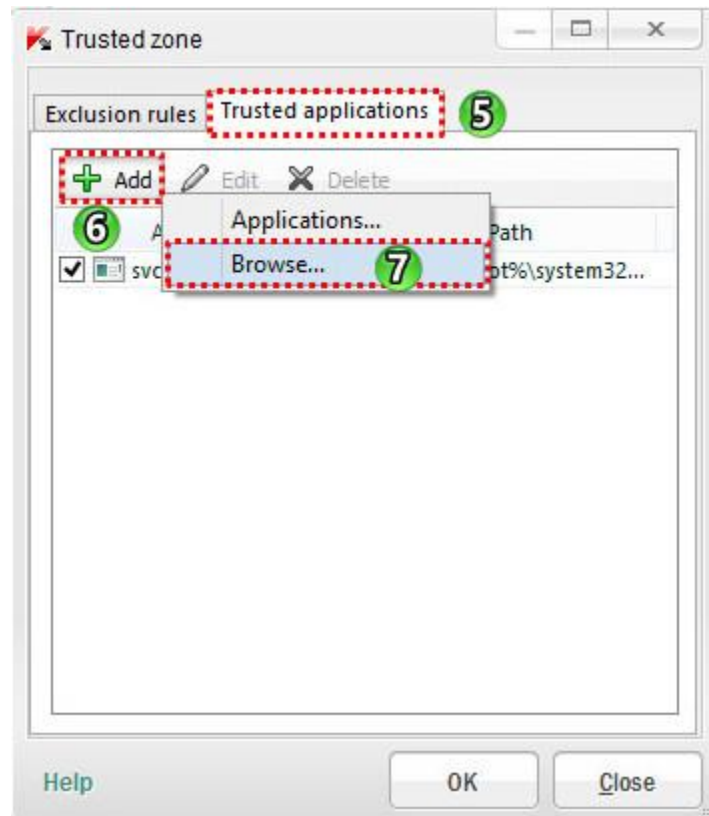 Trusted zone
Exclusion rules Trusted applications 5
Add Edit Delete
6 A Path
Applications...
Browse... 7
svc ot%\system32...
Help OK Close